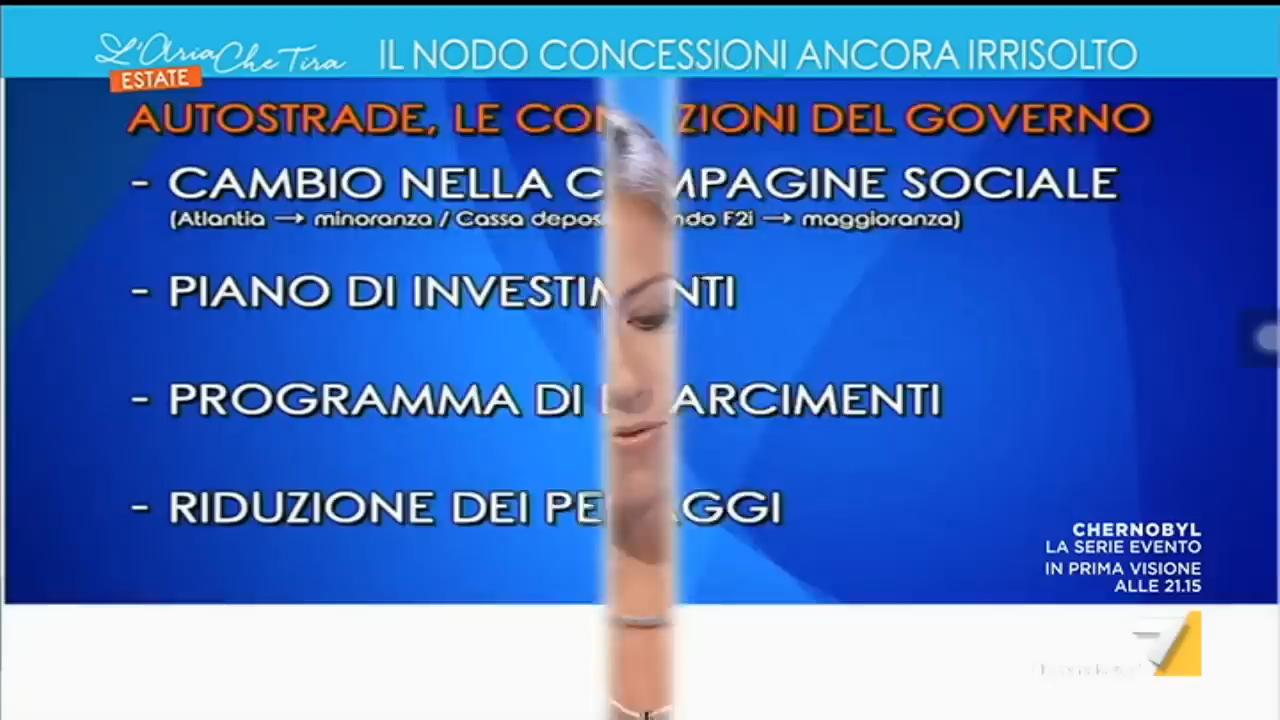 L'Aria Che Tira
ESTATE
IL NODO CONCESSIONI ANCORA IRRISOLTO
AUTOSTRADE, LE CON ZIONI DEL GOVERNO
- CAMBIO NELLA C MPAGINE SOCIALE
(Atlantia → minoranza / Cassa depos ndo F2i → maggioranza)
- PIANO DI INVESTIM NTI
- PROGRAMMA DI ARCIMENTI
- RIDUZIONE DEI PE AGGI
CHERNOBYL
LA SERIE EVENTO
IN PRIMA VISIONE
ALLE 21.15
7